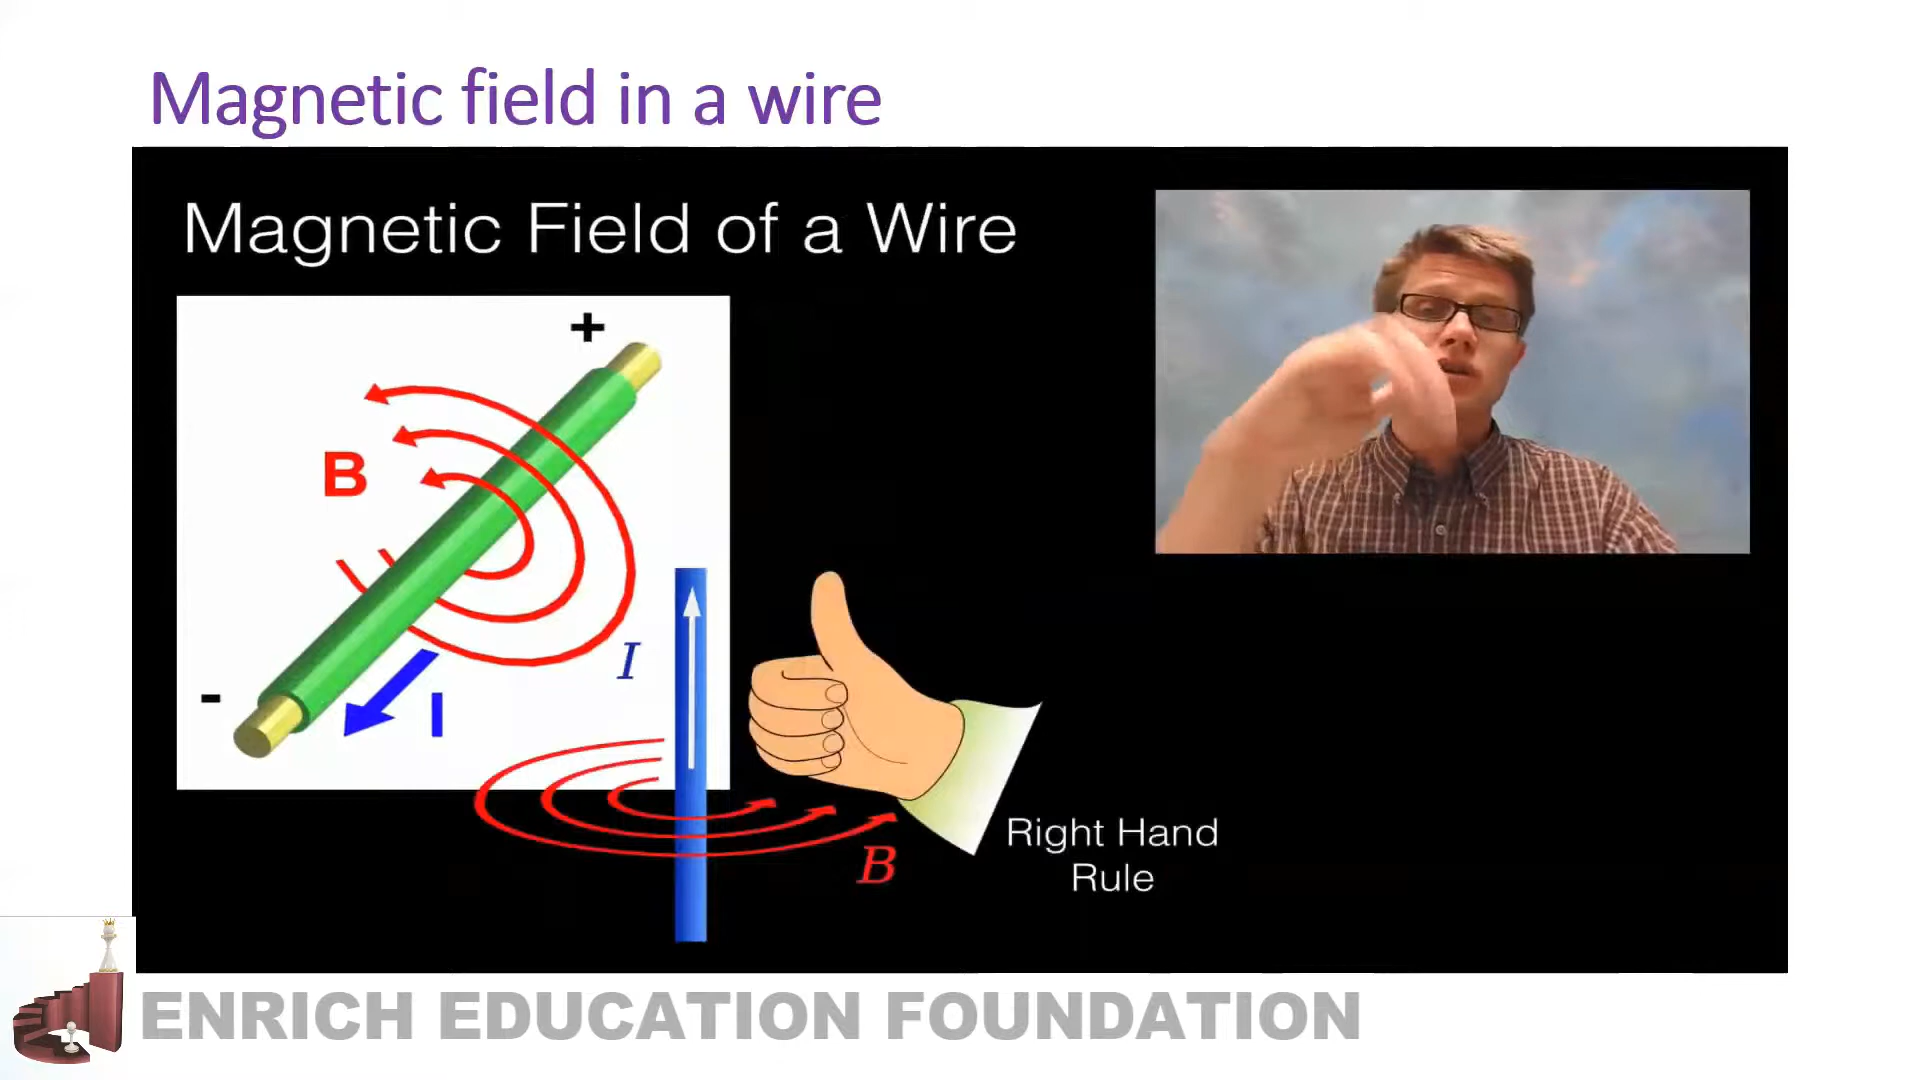 Magnetic field in a wire
Magnetic Field of a Wire
+
B
I
-
I
B
Right Hand
Rule
ENRICH EDUCATION FOUNDATION